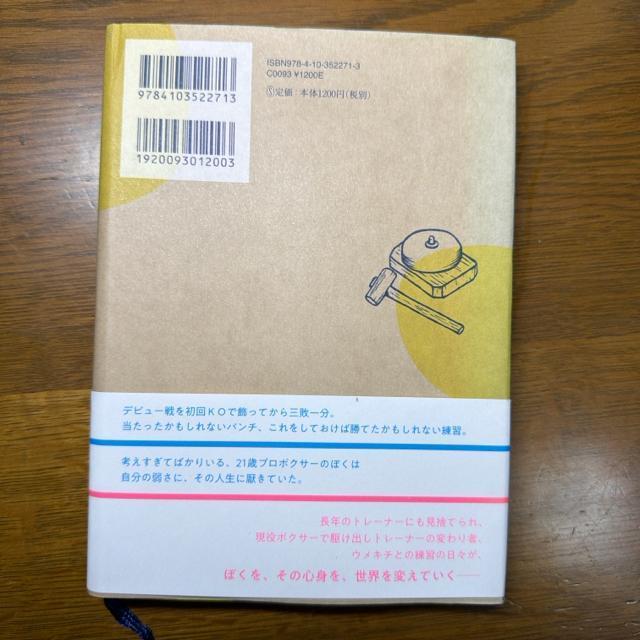 9784103522713
1920093012003
ISBN978-4-10-352271-3
C0093 ¥1200E
Ⓢ定価：本体1200円(税別)
デビュー戦を初回KOで飾ってから三敗一分。
当たったかもしれないパンチ、これをしておけば勝てたかもしれない練習。
考えすぎてばかりいる、21歳プロボクサーのぼくは
自分の弱さに、その人生に厭きていた。
長年のトレーナーにも見捨てられ、
現役ボクサーで駆け出しトレーナーの変わり者、
ウメキチとの練習の日々が、
ぼくを、その心身を、世界を変えていく――